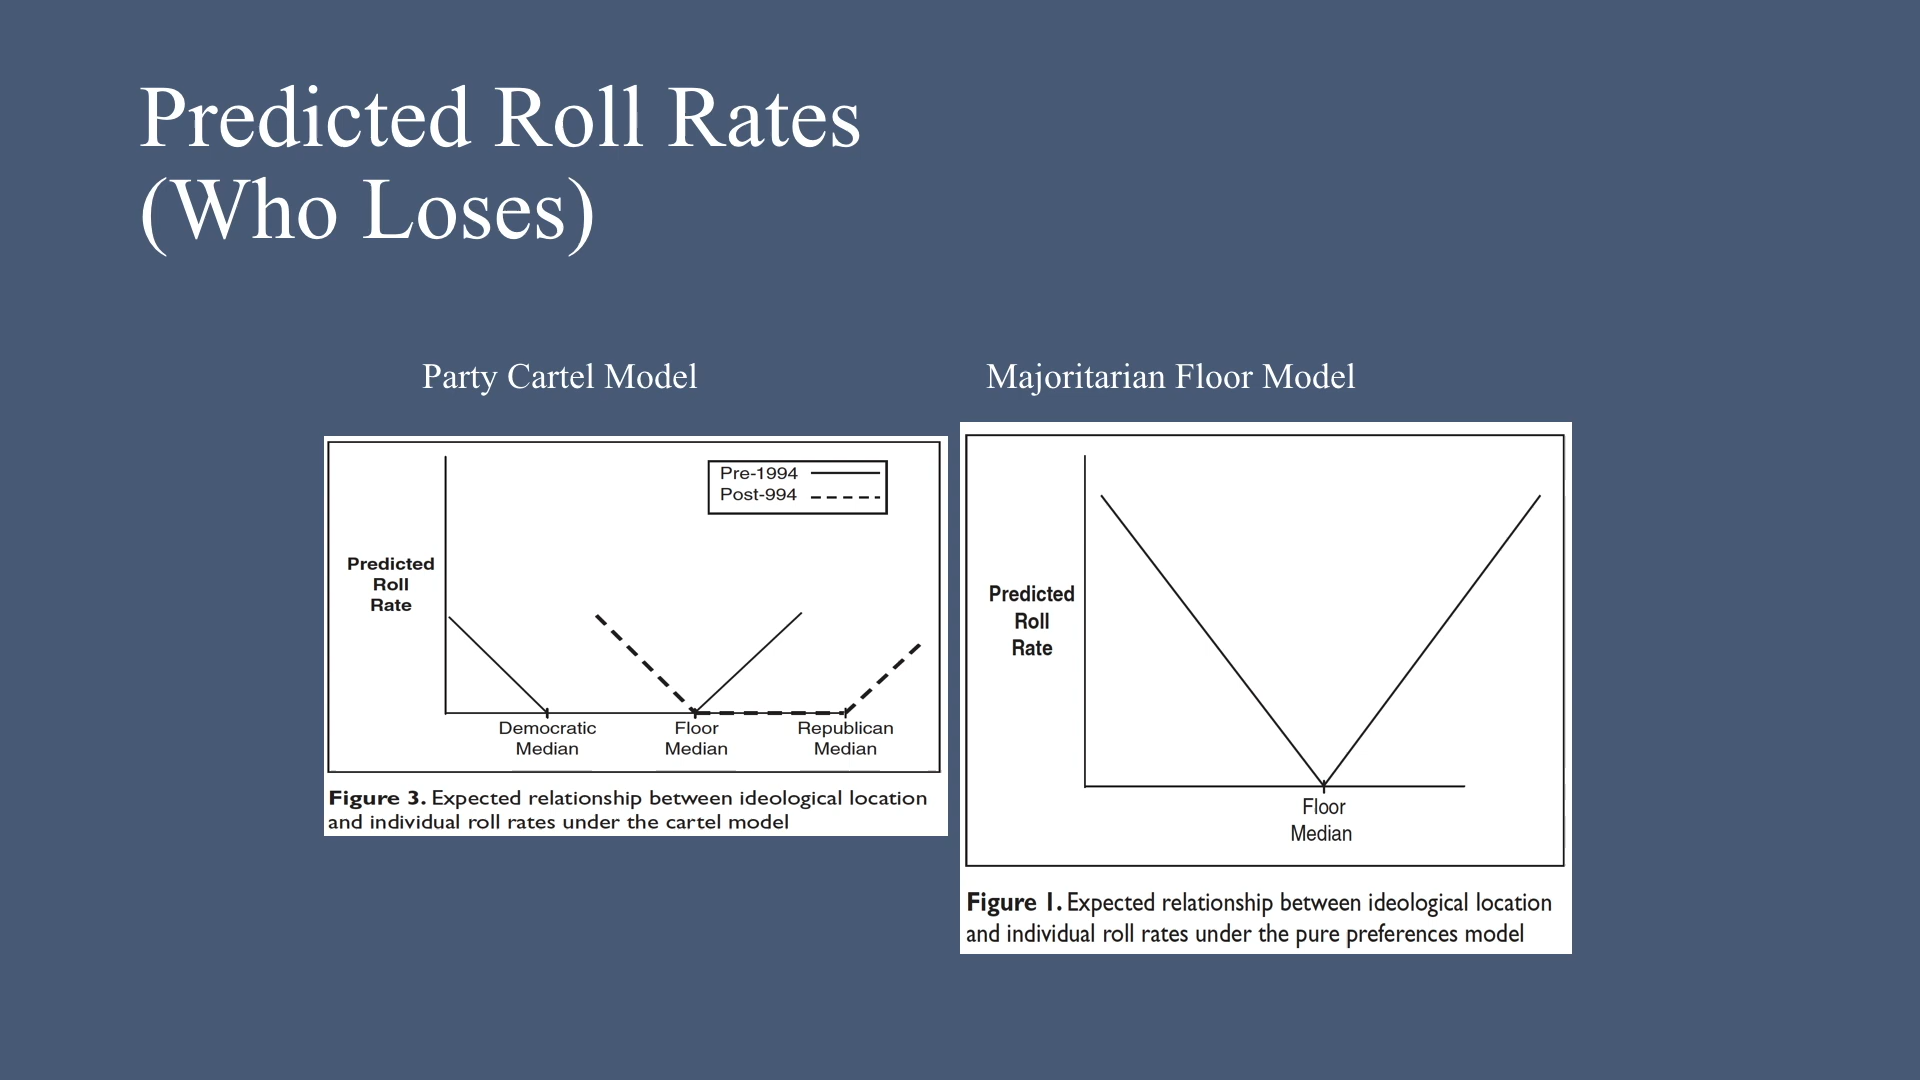 Predicted Roll Rates
(Who Loses)
Party Cartel Model
Pre-1994
Post-994
Predicted
Roll
Rate
Democratic
Median
Floor
Median
Republican
Median
Figure 3. Expected relationship between ideological location
and individual roll rates under the cartel model
Majoritarian Floor Model
Predicted
Roll
Rate
Floor
Median
Figure 1. Expected relationship between ideological location
and individual roll rates under the pure preferences model